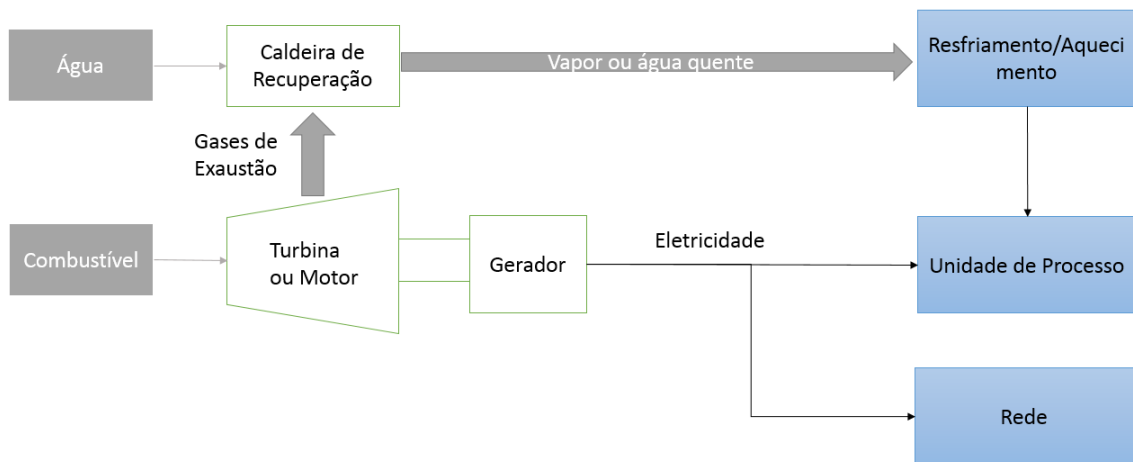 Água
Caldeira de
Recuperação
Vapor ou água quente
Resfriamento/Aqueci
mento
Gases de
Exaustão
Combustível
Turbina
ou Motor
Gerador
Eletricidade
Unidade de Processo
Rede